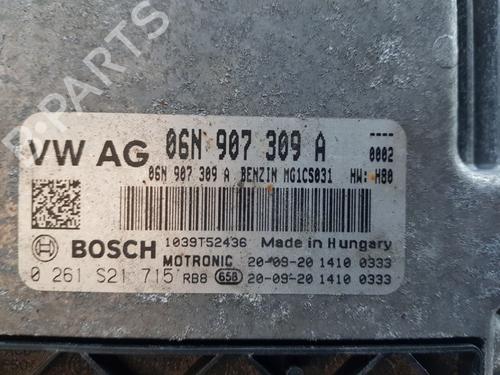 B-PARTS
VW AG 06N 907 309 A ----
0002
06N 907 309 A BENZIN MG1CS031 HW: H80
BOSCH 1039T52436 Made in Hungary
MOTRONIC 20-09-20 1410 0333
0 261 S21 715 RB8 658 20-09-20 1410 0333